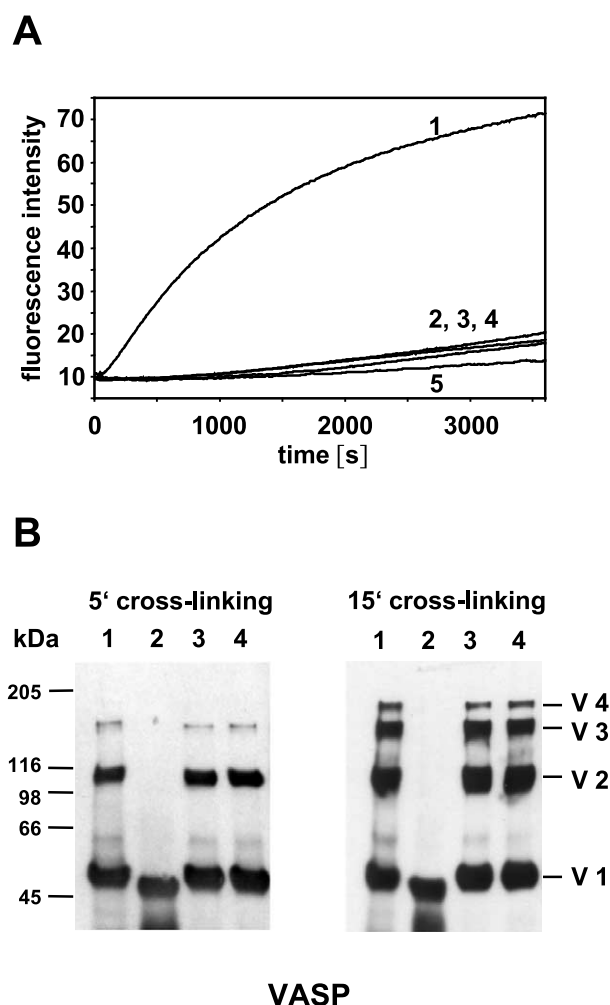 A
fluorescence intensity
70
60
50
40
30
20
10
1
2, 3, 4
5
0 1000 2000 3000
time [s]
B
5‘ cross-linking 15‘ cross-linking
kDa 1 2 3 4 1 2 3 4
205
116
98
66
45
V 4
V 3
V 2
V 1
VASP